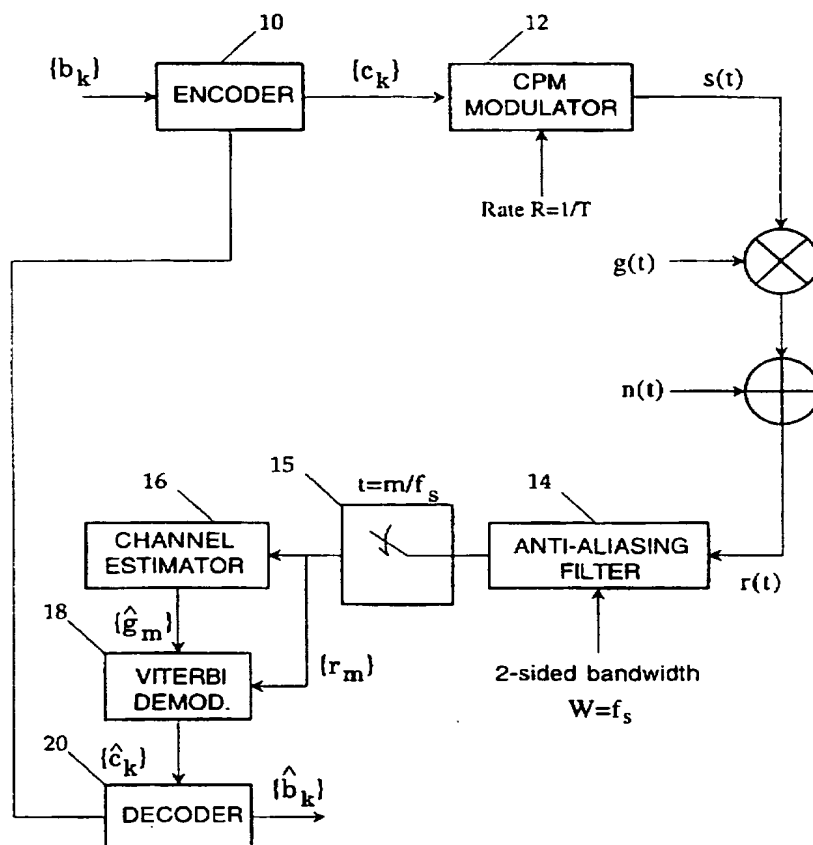 10
{b_k}
ENCODER
{c_k}
12
CPM
MODULATOR
s(t)
Rate R=1/T
g(t)
n(t)
r(t)
14
ANTI-ALIASING
FILTER
2-sided bandwidth
W=f_s
15
t=m/f_s
16
CHANNEL
ESTIMATOR
{ĝ_m}
{r_m}
18
VITERBI
DEMOD.
{ĉ_k}
20
DECODER
{b̂_k}